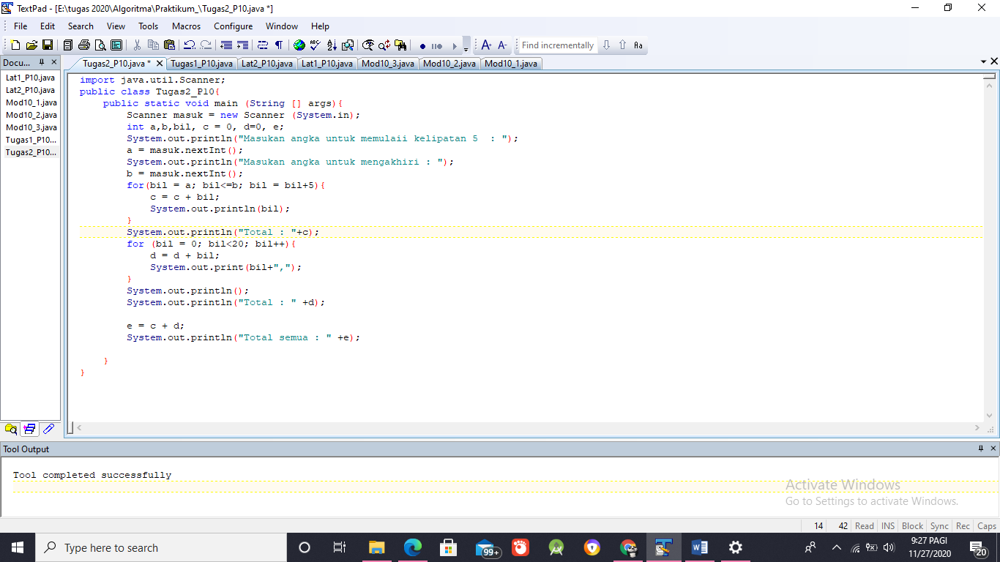 TextPad - [E:\tugas 2020\Algoritma\Praktikum_\Tugas2_P10.java *]
File Edit Search View Tools Macros Configure Window Help
Find incrementally
Docu...
Tugas2_P10.java * Tugas1_P10.java Lat2_P10.java Lat1_P10.java Mod10_3.java Mod10_2.java Mod10_1.java
Lat1_P10.java
Lat2_P10.java
Mod10_1.java
Mod10_2.java
Mod10_3.java
Tugas1_P10...
Tugas2_P10...
import java.util.Scanner;
public class Tugas2_P10{
public static void main (String [] args){
Scanner masuk = new Scanner (System.in);
int a,b,bil, c = 0, d=0, e;
System.out.println("Masukan angka untuk memulaii kelipatan 5  : ");
a = masuk.nextInt();
System.out.println("Masukan angka untuk mengakhiri : ");
b = masuk.nextInt();
for(bil = a; bil<=b; bil = bil+5){
c = c + bil;
System.out.println(bil);
}
System.out.println("Total : "+c);
for (bil = 0; bil<20; bil++){
d = d + bil;
System.out.print(bil+",");
}
System.out.println();
System.out.println("Total : " +d);
e = c + d;
System.out.println("Total semua : " +e);
}
}
Tool Output
Tool completed successfully
Activate Windows
Go to Settings to activate Windows.
14 42 Read INS Block Sync Rec Caps
Type here to search
99+
9:27 PAGI
11/27/2020
20